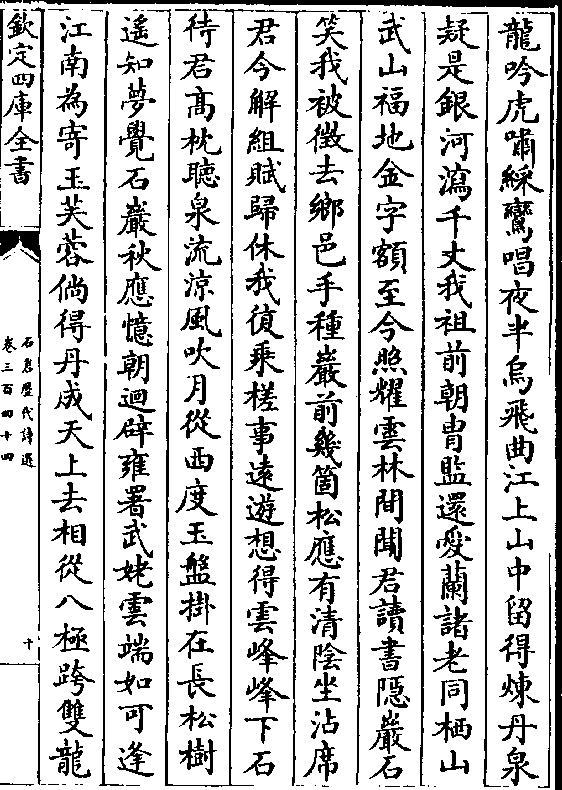 龍吟虎嘯綵鸞唱夜半烏飛曲江上山中留得煉丹泉
疑是銀河瀉千丈我祖前朝胄監還愛蘭諸老同栖山
武山福地金字額至今照耀雲林間聞君讀書隱巖石
笑我被徵去鄉邑手種巖前幾箇松應有清陰坐沾席
君今解組賦歸休我復乘槎事遠遊想得雲峰峰下石
待君髙枕聽泉流涼風吹月從西度玉盤掛在長松樹
遙知夢覺石巖秋應憶朝迴辟雍署武姥雲端如可逢
江南為寄玉芙蓉倘得丹成天上去相從八極跨雙龍
欽定四庫全書
石倉歷代詩選
卷三百四十四
十